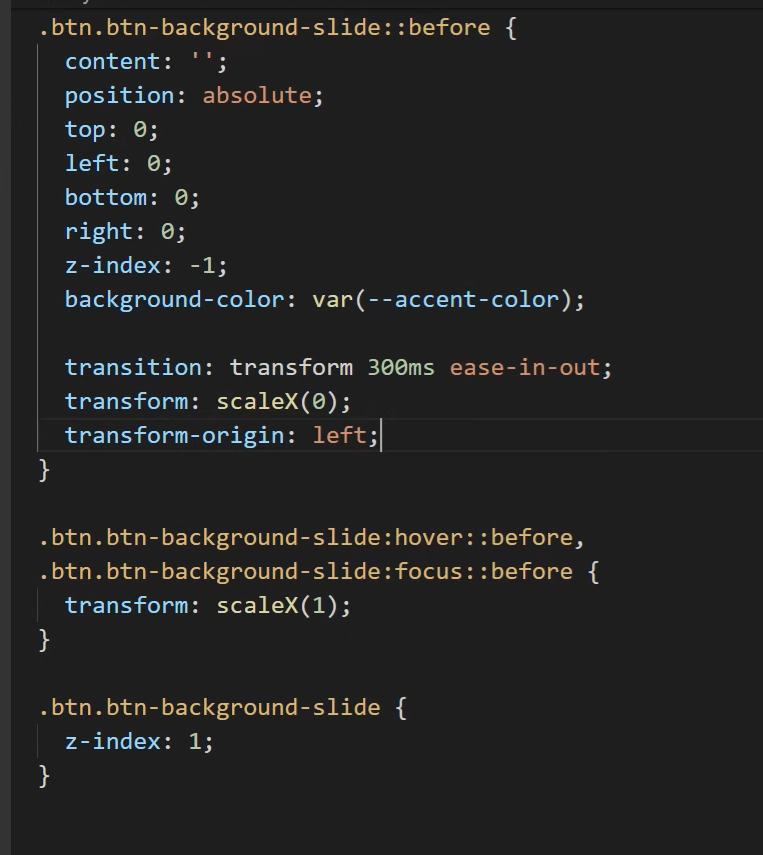 .btn.btn-background-slide::before {
  content: '';
  position: absolute;
  top: 0;
  left: 0;
  bottom: 0;
  right: 0;
  z-index: -1;
  background-color: var(--accent-color);

  transition: transform 300ms ease-in-out;
  transform: scaleX(0);
  transform-origin: left;
}

.btn.btn-background-slide:hover::before,
.btn.btn-background-slide:focus::before {
  transform: scaleX(1);
}

.btn.btn-background-slide {
  z-index: 1;
}